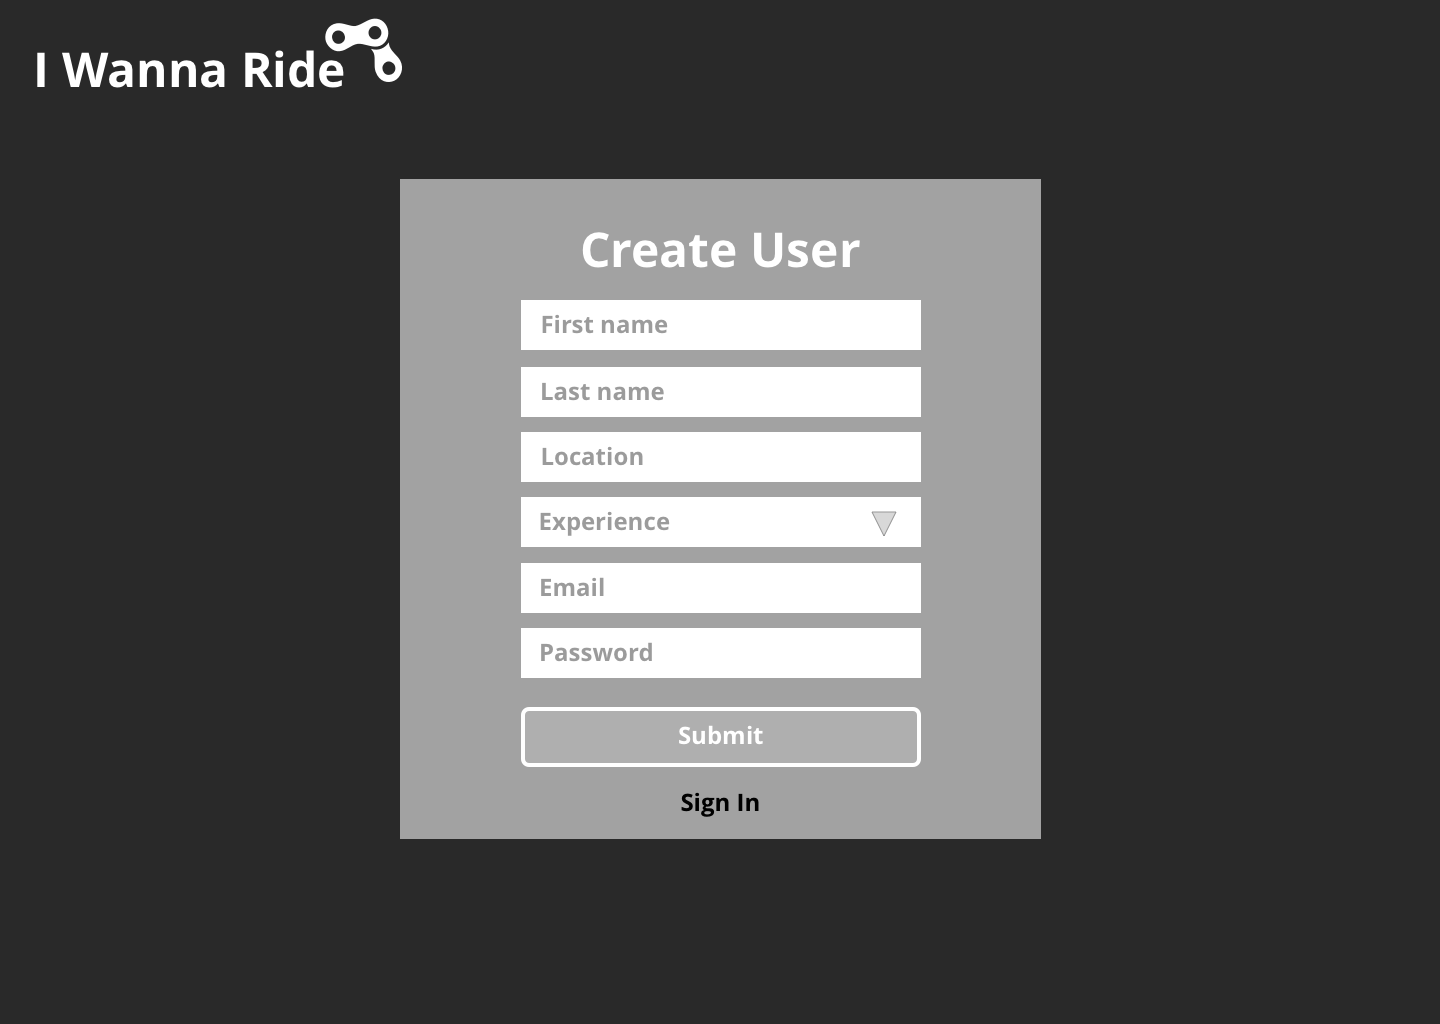 I Wanna Ride
Create User
First name
Last name
Location
Experience
Email
Password
Submit
Sign In